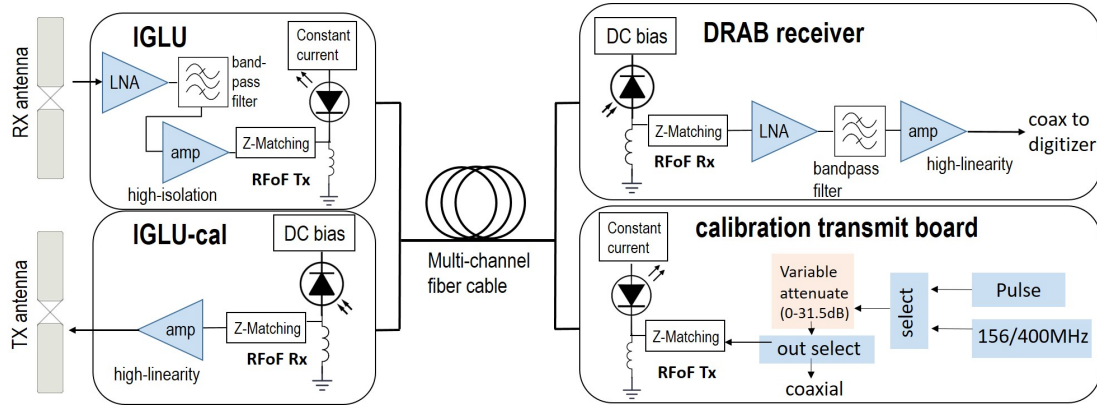 IGLU
RX antenna
LNA
band-
pass
filter
Constant
current
amp
high-isolation
Z-Matching
RFoF Tx
IGLU-cal
TX antenna
DC bias
amp
high-linearity
Z-Matching
RFoF Rx
Multi-channel
fiber cable
DRAB receiver
DC bias
Z-Matching
RFoF Rx
LNA
bandpass
filter
amp
high-linearity
coax to
digitizer
calibration transmit board
Constant
current
Z-Matching
RFoF Tx
Variable
attenuate
(0-31.5dB)
out select
coaxial
select
Pulse
156/400MHz